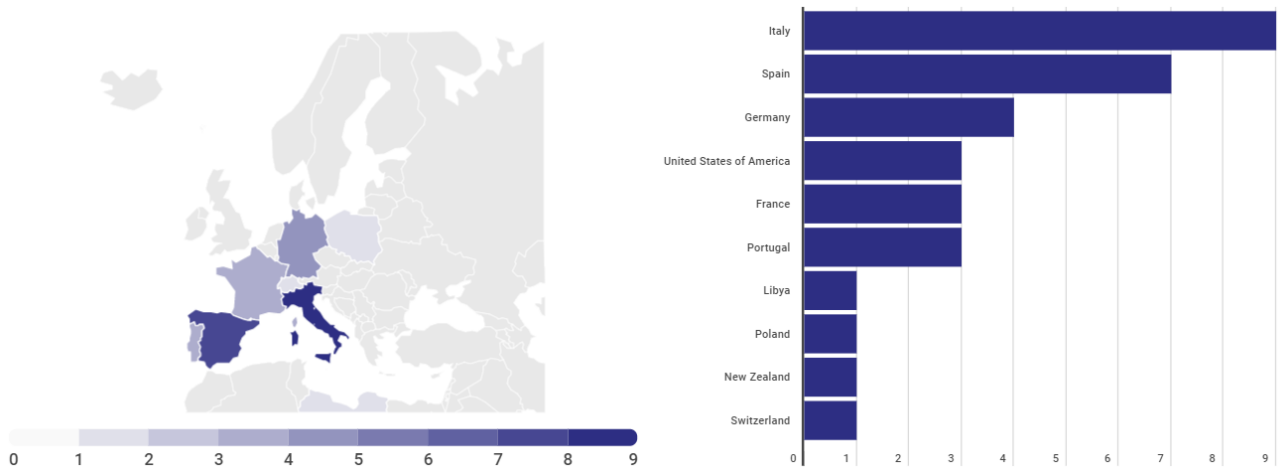 0 1 2 3 4 5 6 7 8 9
Italy
Spain
Germany
United States of America
France
Portugal
Libya
Poland
New Zealand
Switzerland
0 1 2 3 4 5 6 7 8 9